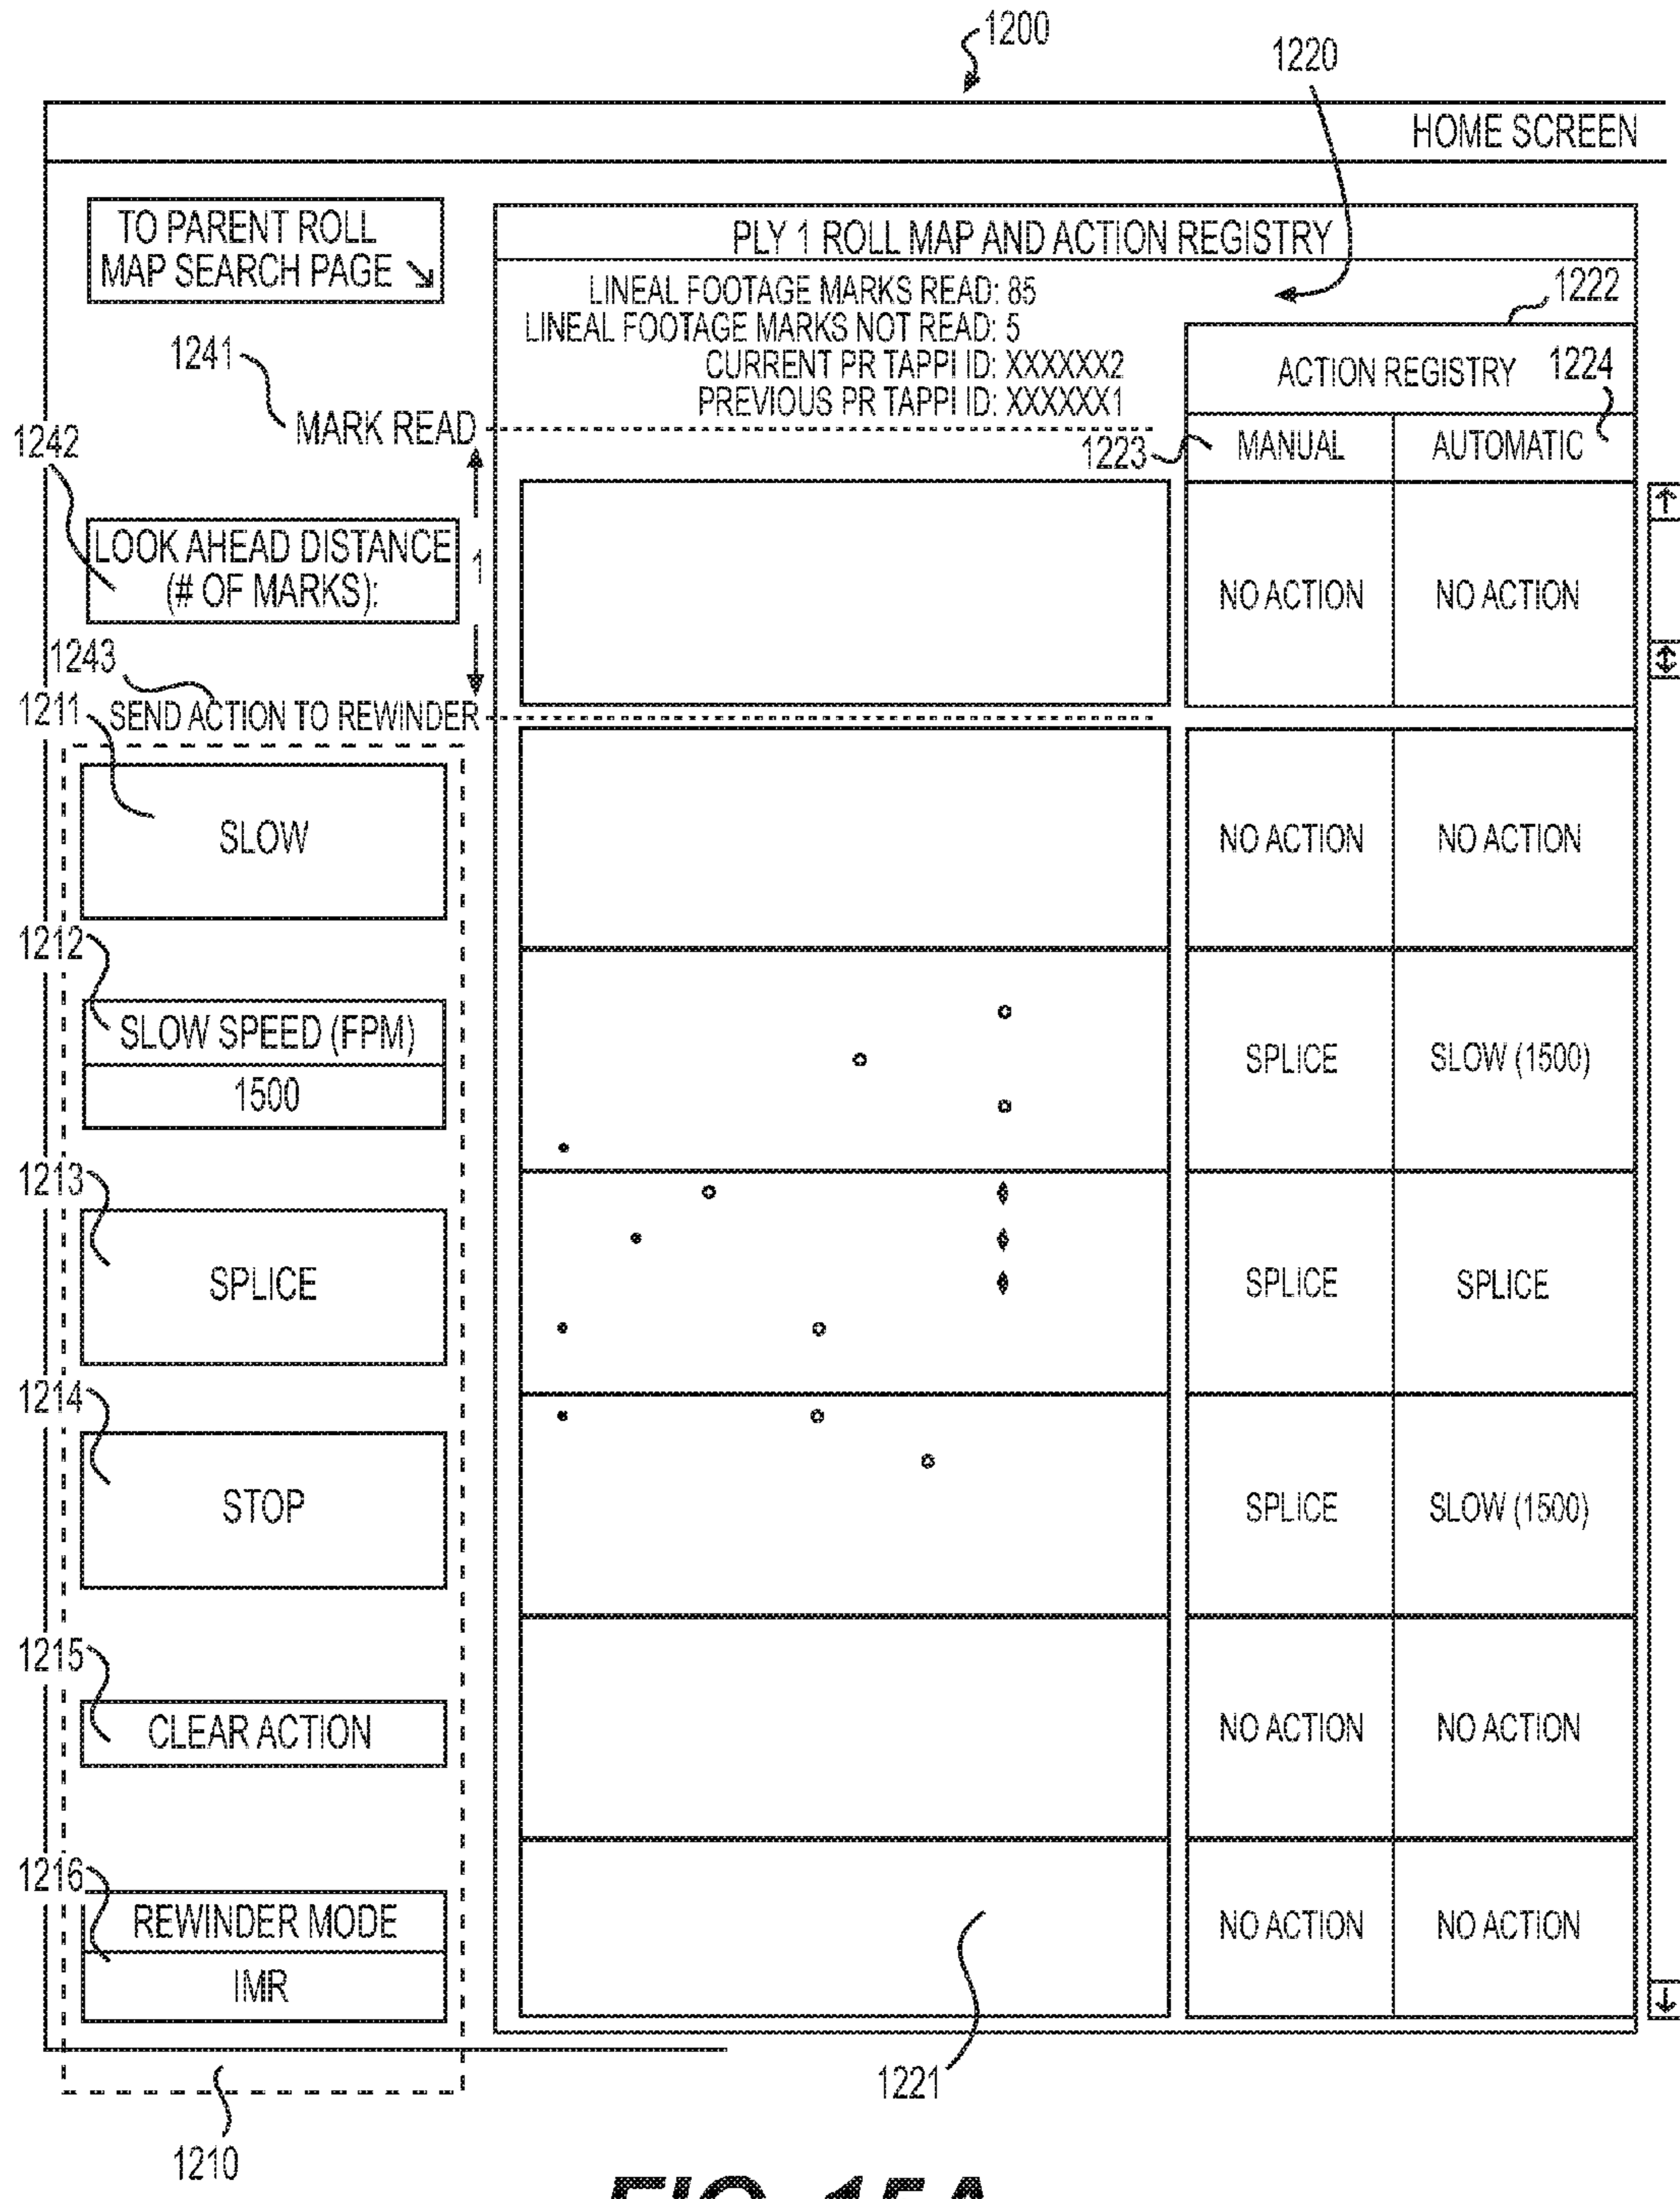 1200
1220
HOME SCREEN
TO PARENT ROLL
MAP SEARCH PAGE
PLY 1 ROLL MAP AND ACTION REGISTRY
LINEAL FOOTAGE MARKS READ: 85
LINEAL FOOTAGE MARKS NOT READ: 5
CURRENT PR TAPPI ID: XXXXXX2
PREVIOUS PR TAPPI ID: XXXXXX1
1222
ACTION REGISTRY
1224
1241
MARK READ
1242
1223
MANUAL
AUTOMATIC
LOOK AHEAD DISTANCE
(# OF MARKS):
1
NO ACTION
NO ACTION
1243
SEND ACTION TO REWINDER
1211
SLOW
NO ACTION
NO ACTION
1212
SLOW SPEED (FPM)
1500
SPLICE
SLOW (1500)
1213
SPLICE
SPLICE
SPLICE
1214
STOP
SPLICE
SLOW (1500)
1215
CLEAR ACTION
NO ACTION
NO ACTION
1216
REWINDER MODE
IMR
NO ACTION
NO ACTION
1221
1210
FIG. 15A